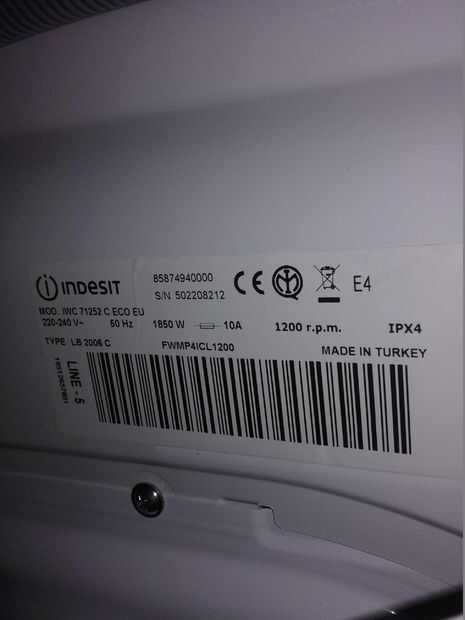 indesit
85874940000
S/N 502208212
CE
E4
MOD. IWC 71252 C ECO EU
220-240 V~ 50 Hz 1850 W 10A 1200 r.p.m. IPX4
TYPE LB 2006 C FWMP4ICL1200 MADE IN TURKEY
LINE - 5